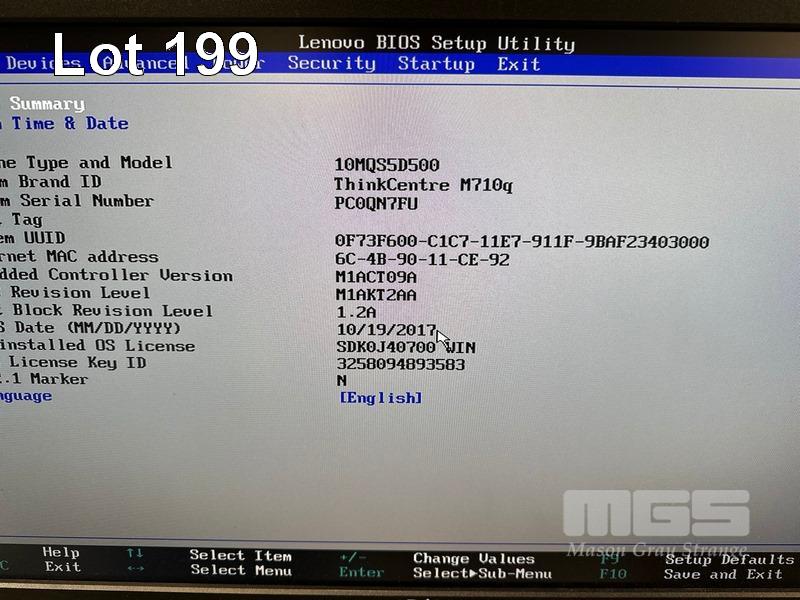 Lot 199
Lenovo BIOS Setup Utility
Devices Advanced Power Security Startup Exit
Summary
Time & Date
ne Type and Model 10MQS5D500
m Brand ID ThinkCentre M710q
m Serial Number PC0QN7FU
Tag
em UUID 0F73F600-C1C7-11E7-911F-9BAF23403000
rnet MAC address 6C-4B-90-11-CE-92
dded Controller Version M1ACT09A
Revision Level M1AKT2AA
t Block Revision Level 1.2A
S Date (MM/DD/YYYY) 10/19/2017
installed OS License SDK0J40700 WIN
License Key ID 3258094893583
.1 Marker N
nguage [English]
MGS
Mason Gray Strange
Help ↑↓ Select Item +/- Change Values F9 Setup Defaults
C Exit ←→ Select Menu Enter Select▶Sub-Menu F10 Save and Exit